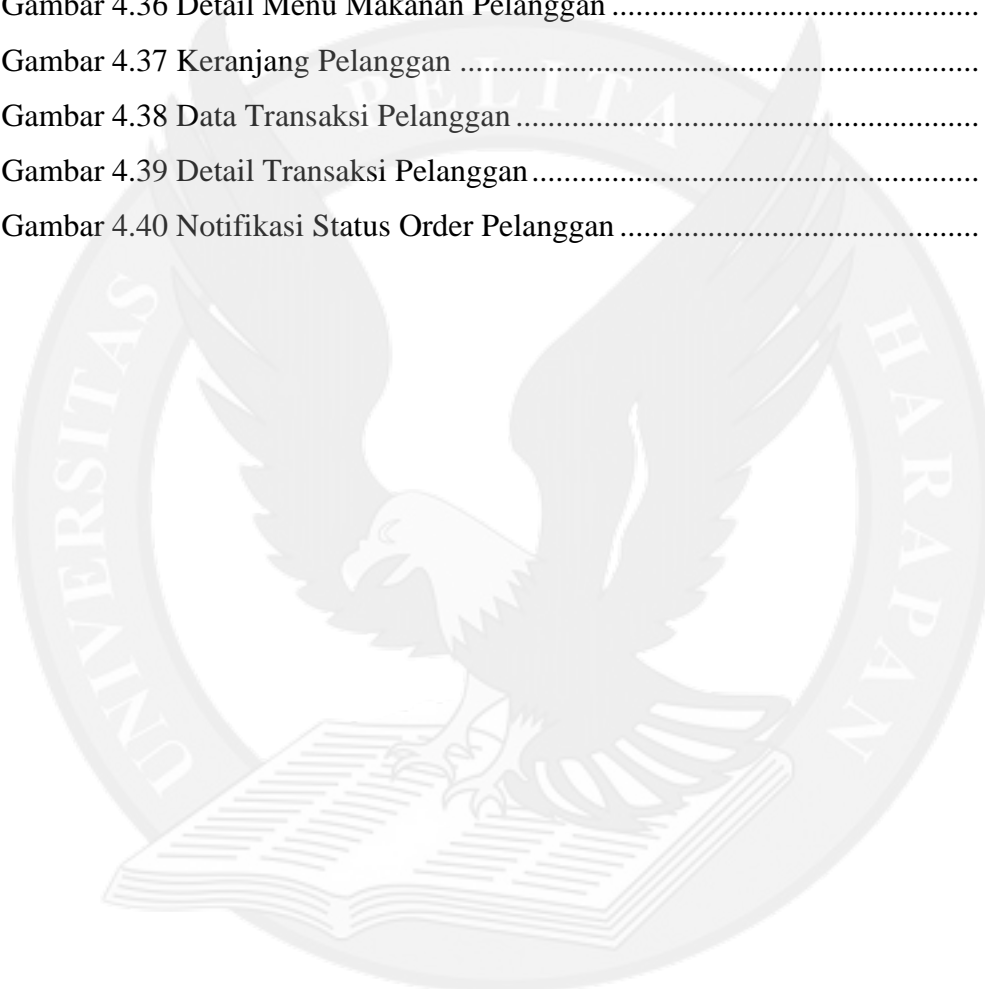 Gambar 4.36 Detail Menu Makanan Pelanggan ..............................................
Gambar 4.37 Keranjang Pelanggan .................................................................
Gambar 4.38 Data Transaksi Pelanggan ..........................................................
Gambar 4.39 Detail Transaksi Pelanggan ........................................................
Gambar 4.40 Notifikasi Status Order Pelanggan .............................................
UNIVERSITAS PELITA HARAPAN